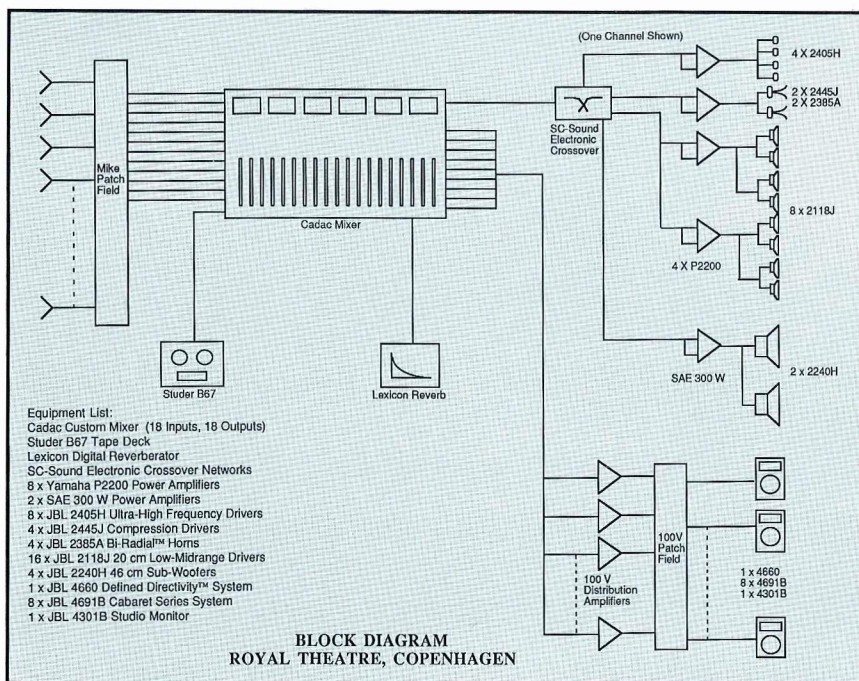 (One Channel Shown)
4 X 2405H
2 X 2445J
2 X 2385A
SC-Sound
Electronic
Crossover
Mike
Patch
Field
Cadac Mixer
8 x 2118J
4 X P2200
Studer B67
Lexicon Reverb
SAE 300 W
2 x 2240H
Equipment List:
Cadac Custom Mixer (18 Inputs, 18 Outputs)
Studer B67 Tape Deck
Lexicon Digital Reverberator
SC-Sound Electronic Crossover Networks
8 x Yamaha P2200 Power Amplifiers
2 x SAE 300 W Power Amplifiers
8 x JBL 2405H Ultra-High Frequency Drivers
4 x JBL 2445J Compression Drivers
4 x JBL 2385A Bi-Radial™ Horns
16 x JBL 2118J 20 cm Low-Midrange Drivers
4 x JBL 2240H 46 cm Sub-Woofers
1 x JBL 4660 Defined Directivity™ System
8 x JBL 4691B Cabaret Series System
1 x JBL 4301B Studio Monitor
100 V
Distribution
Amplifiers
100V
Patch
Field
1 x 4660
8 x 4691B
1 x 4301B
BLOCK DIAGRAM
ROYAL THEATRE, COPENHAGEN